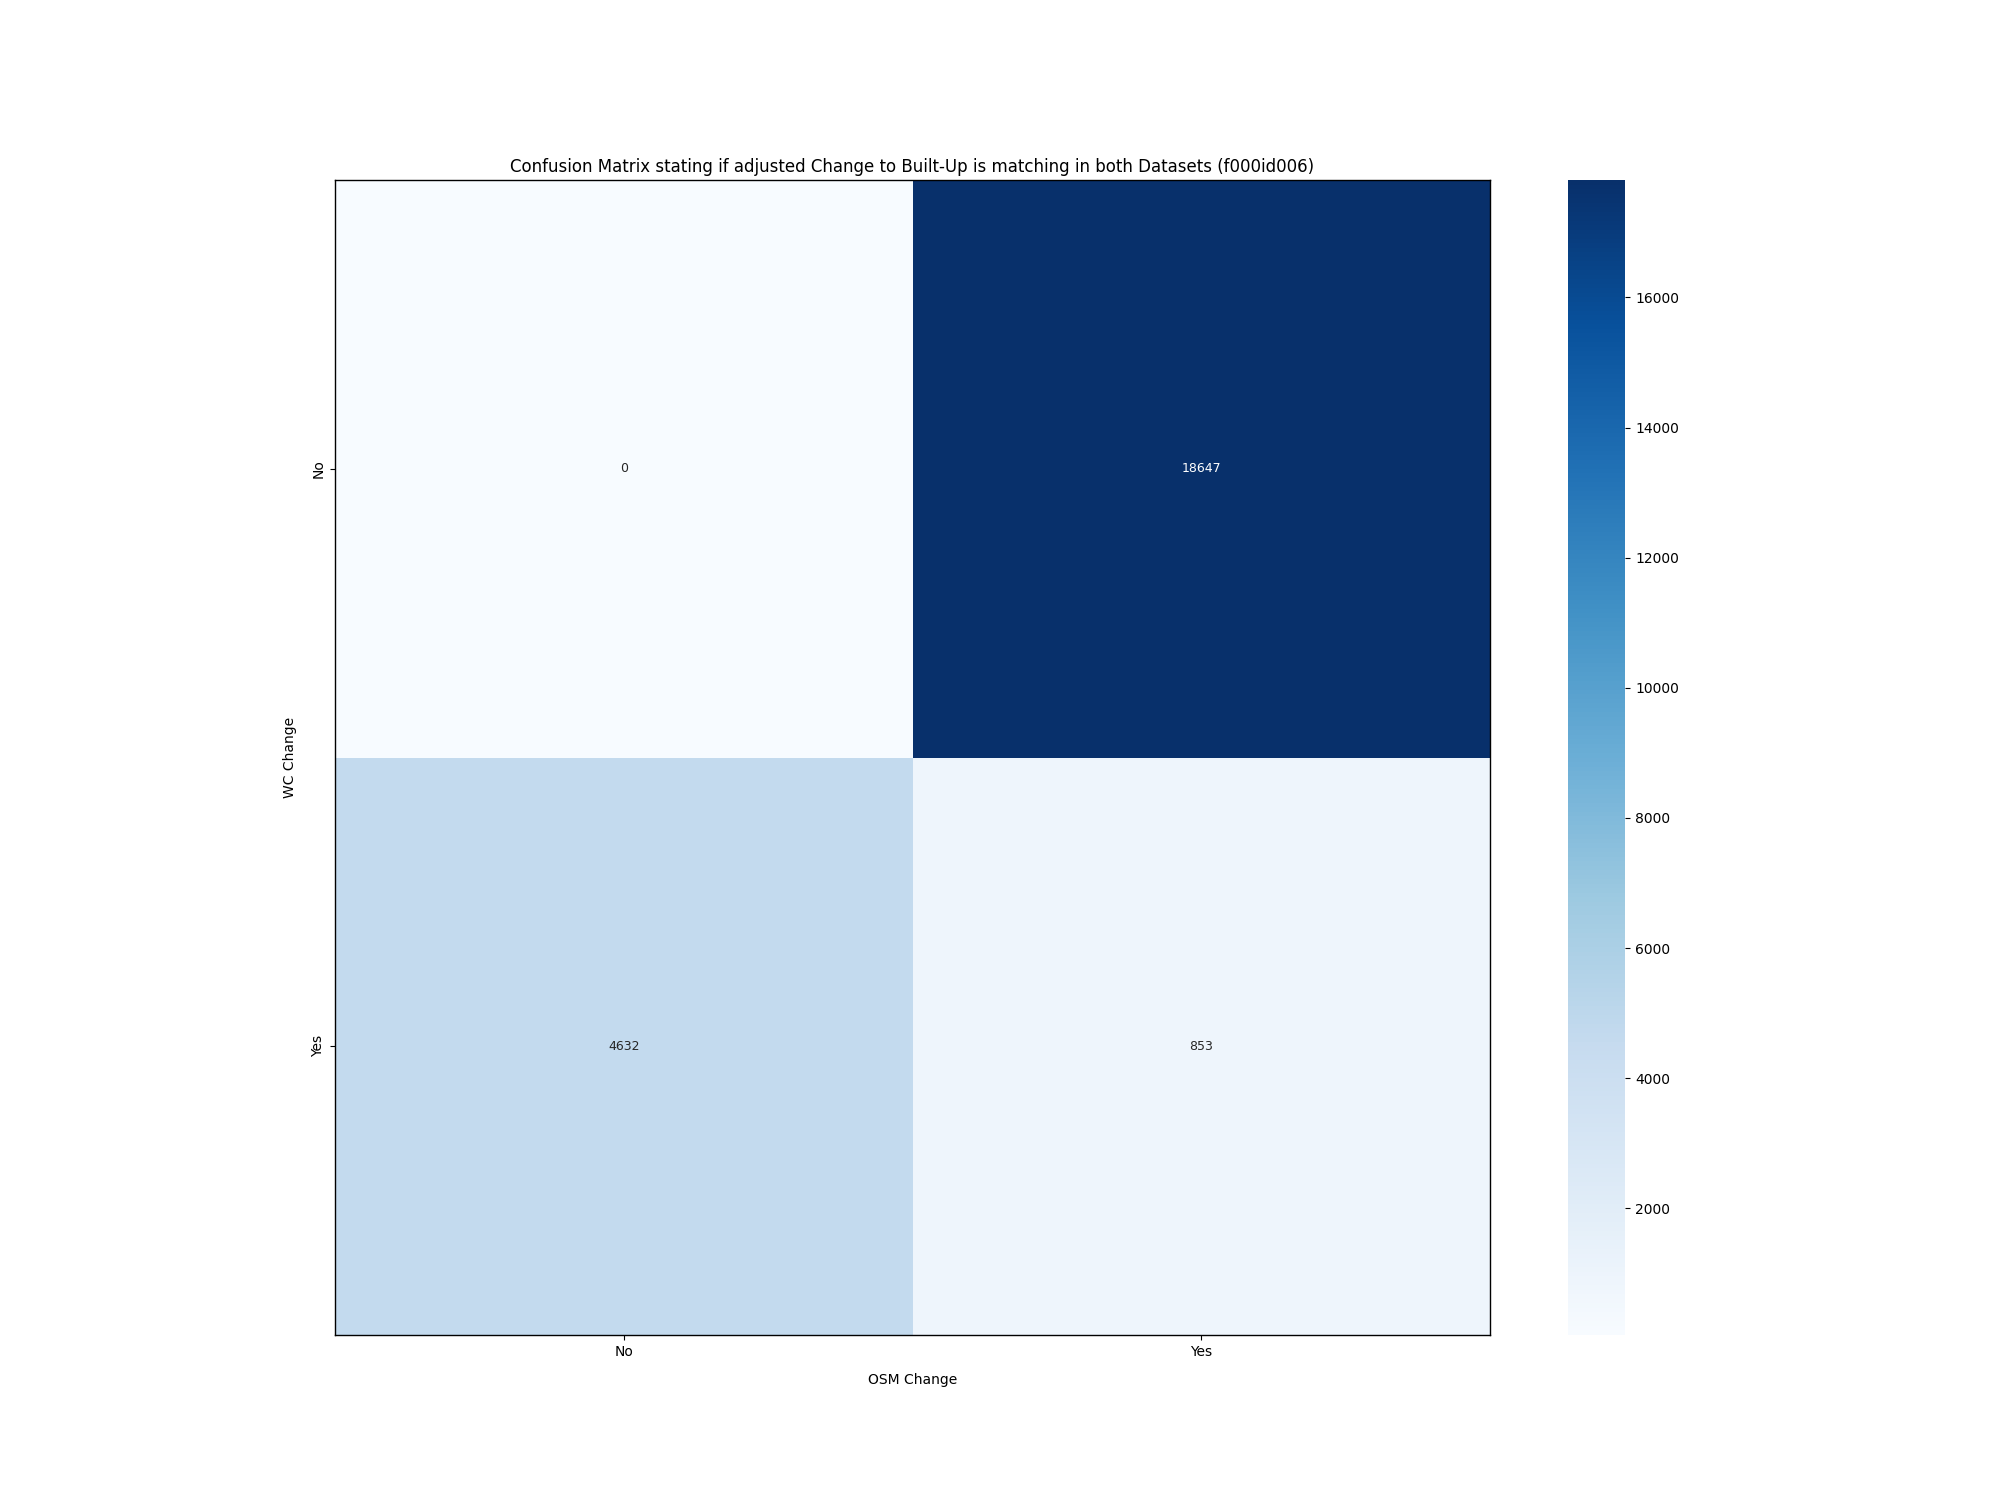 Confusion Matrix stating if adjusted Change to Built-Up is matching in both Datasets (f000id006)
No
Yes
WC Change
0
18647
4632
853
No
Yes
OSM Change
16000
14000
12000
10000
8000
6000
4000
2000